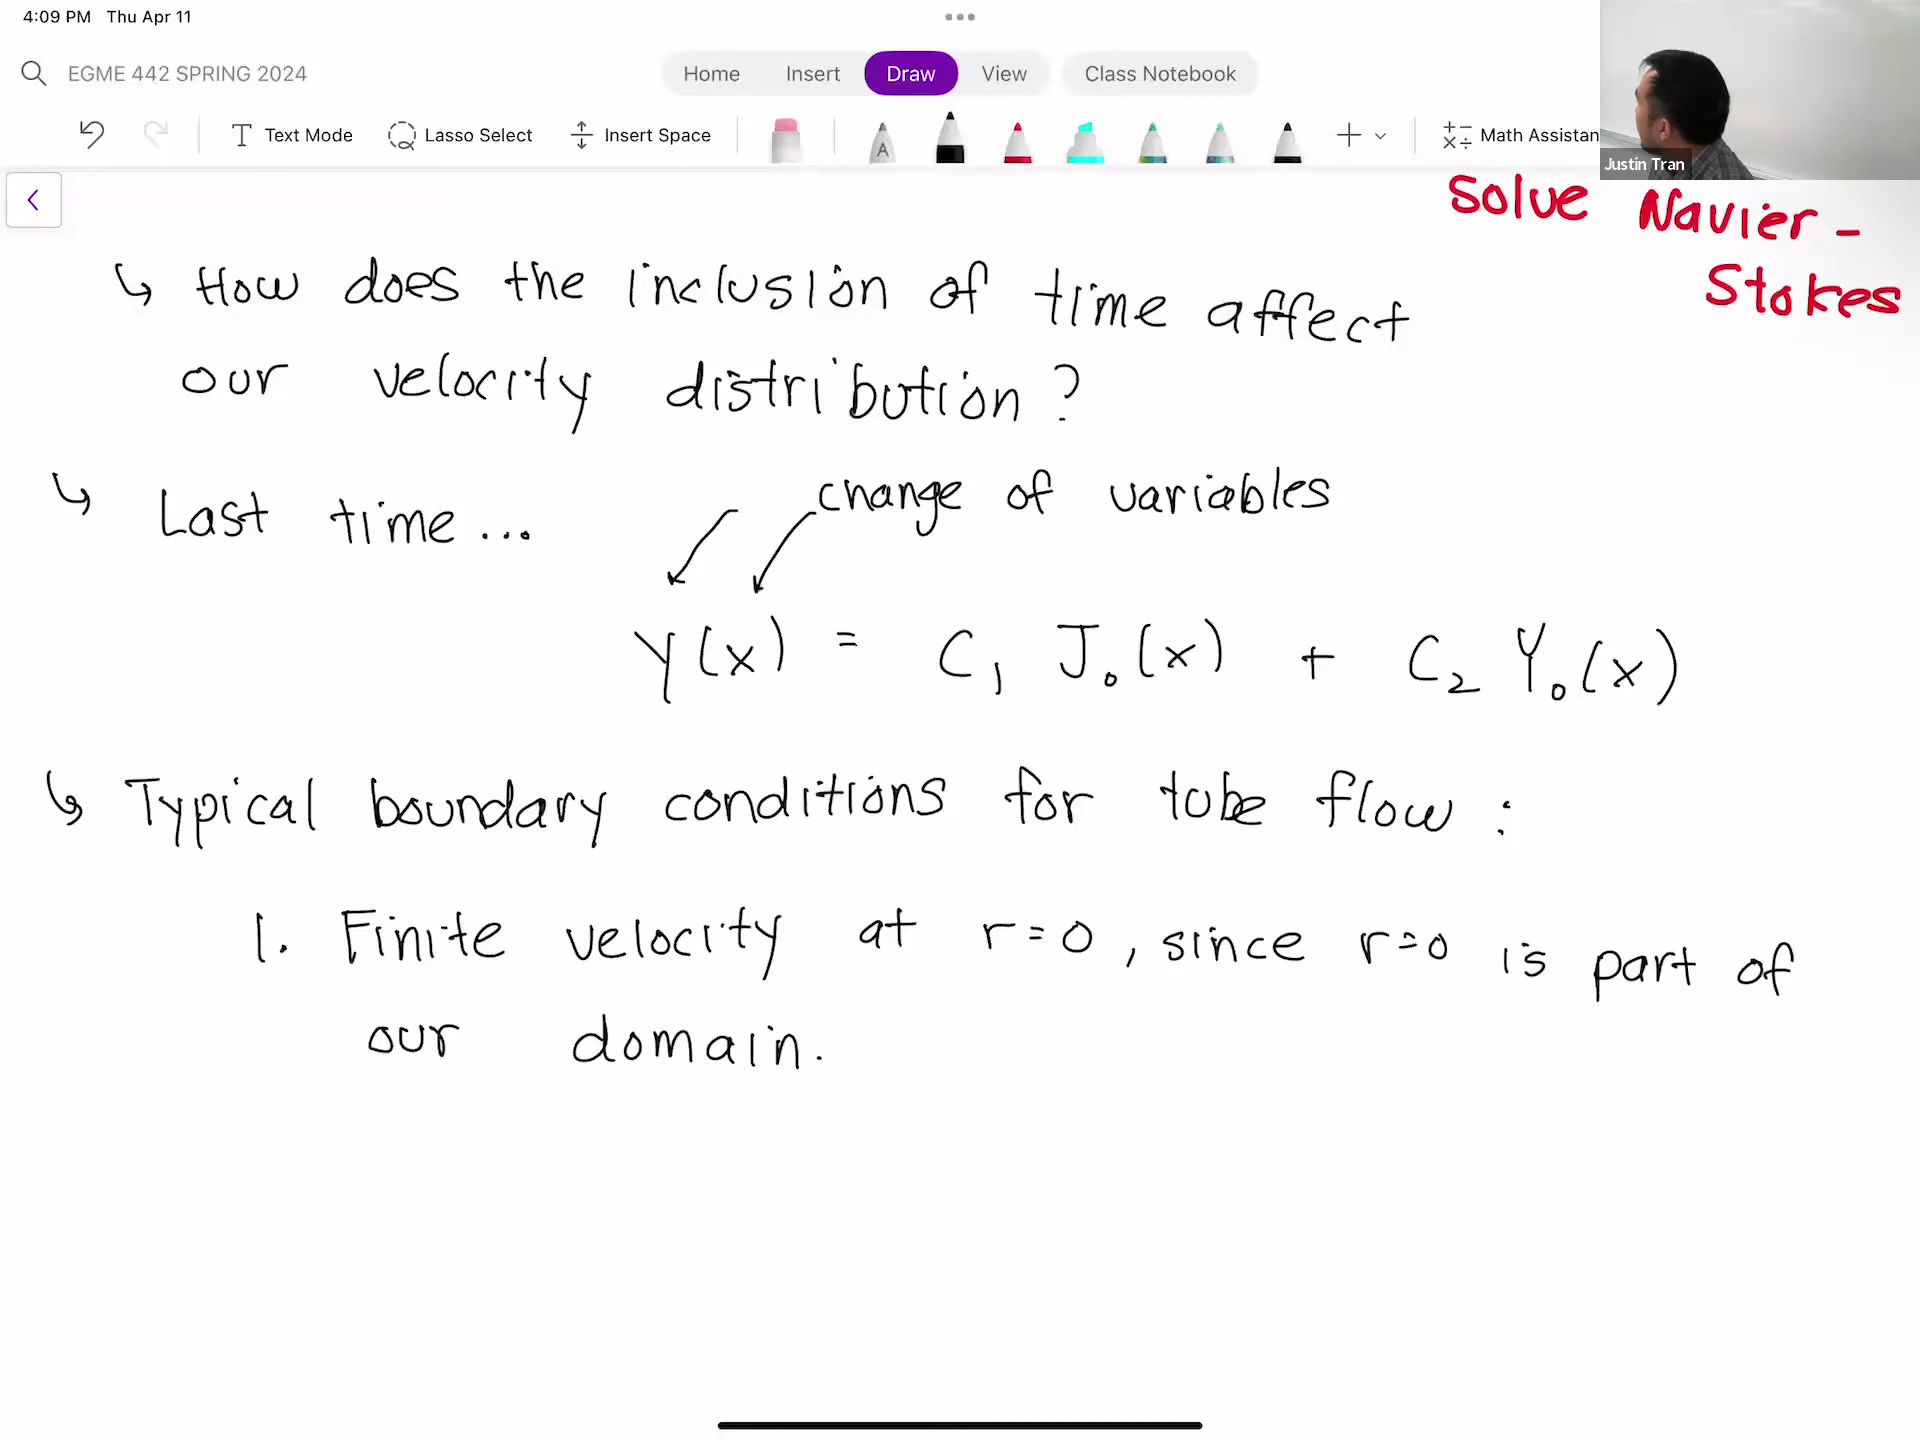 4:09 PM Thu Apr 11
EGME 442 SPRING 2024
Home Insert Draw View Class Notebook
Text Mode Lasso Select Insert Space A Math Assistan
Justin Tran
Solve Navier-
Stokes
↳ How does the inclusion of time affect
our velocity distribution?
↳ Last time...
change of variables
y(x) = C₁ J₀(x) + C₂ Y₀(x)
↳ Typical boundary conditions for tube flow:
1. Finite velocity at r=0, since r=0 is part of
our domain.